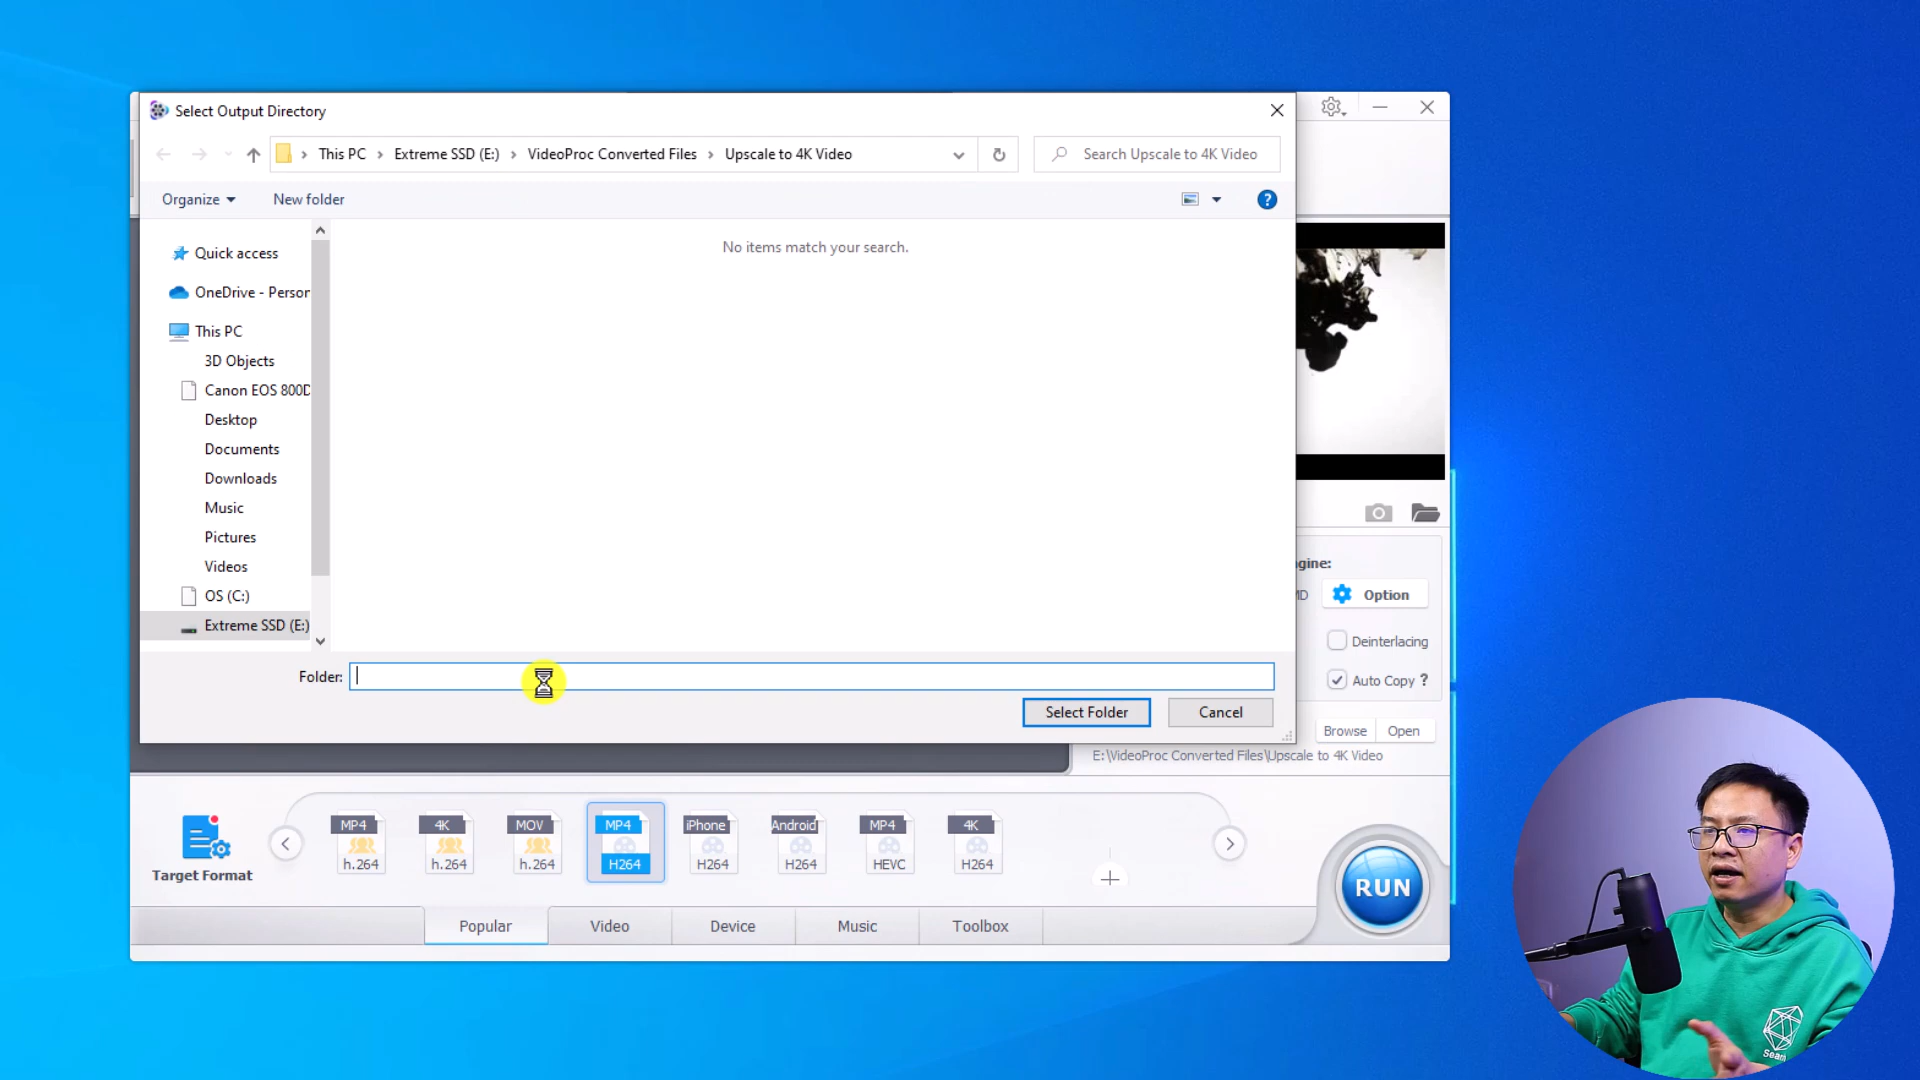 Select Output Directory
This PC > Extreme SSD (E:) > VideoProc Converted Files > Upscale to 4K Video
Search Upscale to 4K Video
Organize
New folder
?
Quick access
OneDrive - Person
This PC
3D Objects
Canon EOS 800D
Desktop
Documents
Downloads
Music
Pictures
Videos
OS (C:)
Extreme SSD (E:)
No items match your search.
Folder:
Select Folder
Cancel
ngine:
MD
Option
Deinterlacing
Auto Copy ?
Browse
Open
E:\VideoProc Converted Files\Upscale to 4K Video
Target Format
MP4
h.264
4K
h.264
MOV
h.264
MP4
H264
iPhone
H264
Android
H264
MP4
HEVC
4K
H264
RUN
Popular
Video
Device
Music
Toolbox